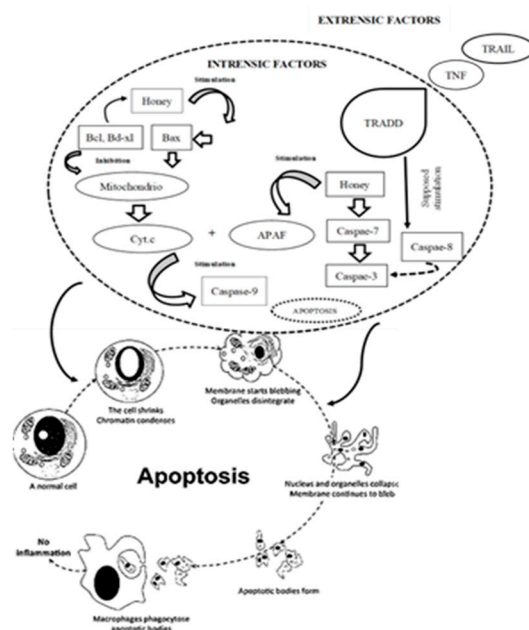 EXTRENSIC FACTORS
TRAIL
TNF
INTRENSIC FACTORS
Stimulation
Honey
TRADD
Bcl, Bd-xl
Bax
Inhibition
Stimulation
Mitochondrio
Honey
Supposed
stimulation
Cyt.c
+
APAF
Caspae-7
Caspae-8
Stimulation
Caspae-3
Caspase-9
APOPTOSIS
Membrane starts blebbing
Organelles disintegrate
The cell shrinks
Chromatin condenses
A normal cell
Apoptosis
Nucleus and organelles collapse
Membrane continues to bleb
No
inflammation
Apoptotic bodies form
Macrophages phagocytose
apoptotic bodies